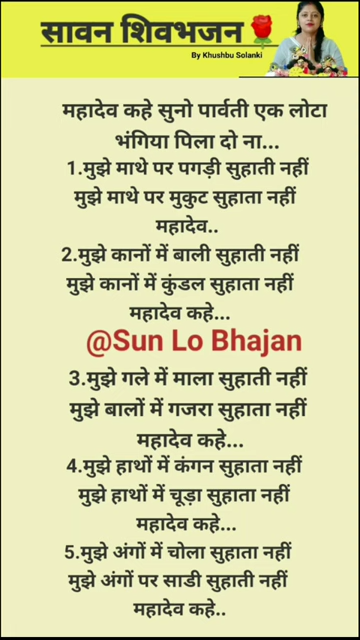 सावन शिवभजन🌹
By Khushbu Solanki
महादेव कहे सुनो पार्वती एक लोटा
भंगिया पिला दो ना...
1.मुझे माथे पर पगड़ी सुहाती नहीं
मुझे माथे पर मुकुट सुहाता नहीं
महादेव..
2.मुझे कानों में बाली सुहाती नहीं
मुझे कानों में कुंडल सुहाता नहीं
महादेव कहे...
@Sun Lo Bhajan
3.मुझे गले में माला सुहाती नहीं
मुझे बालों में गजरा सुहाता नहीं
महादेव कहे...
4.मुझे हाथों में कंगन सुहाता नहीं
मुझे हाथों में चूड़ा सुहाता नहीं
महादेव कहे...
5.मुझे अंगों में चोला सुहाता नहीं
मुझे अंगों पर साडी सुहाती नहीं
महादेव कहे..